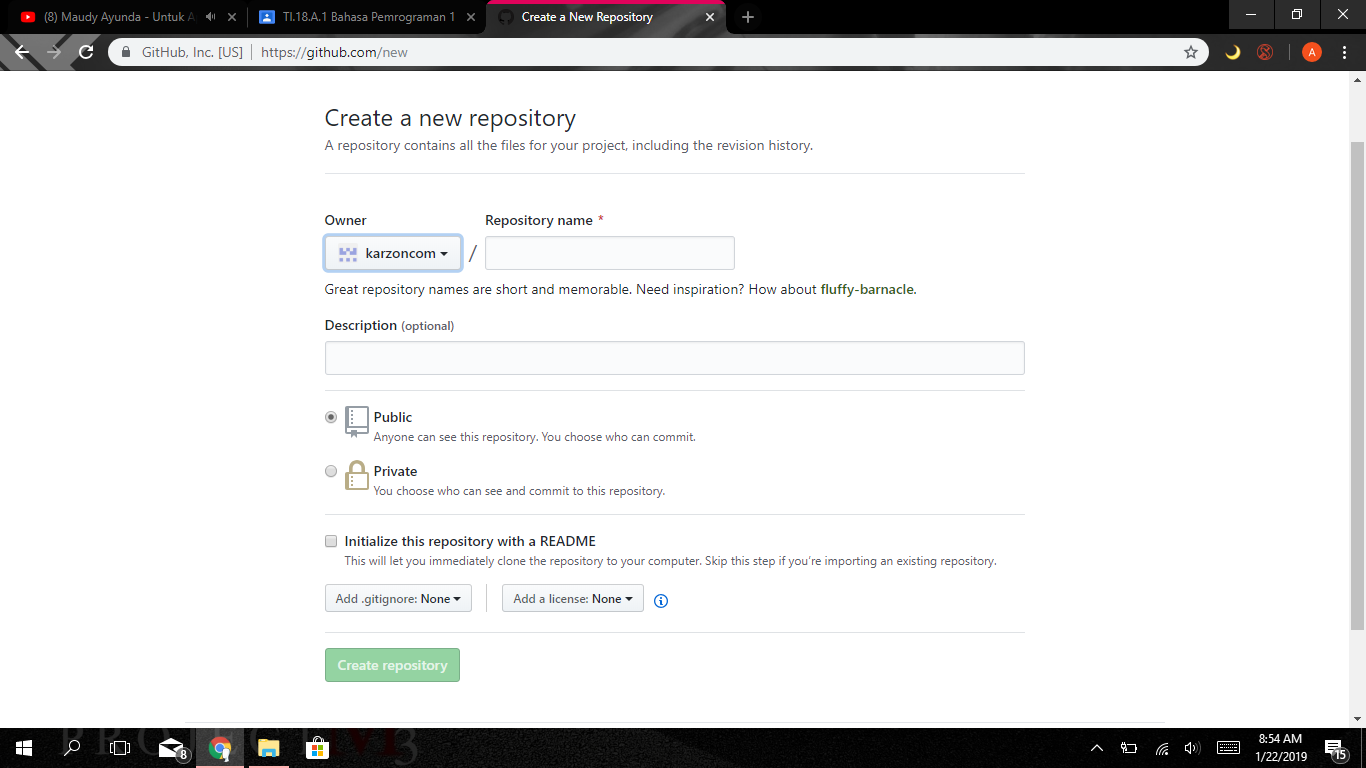 (8) Maudy Ayunda - Untuk A
TI.18.A.1 Bahasa Pemrograman 1
Create a New Repository
GitHub, Inc. [US]
https://github.com/new
A
Create a new repository
A repository contains all the files for your project, including the revision history.
Owner
Repository name *
karzoncom
/
Great repository names are short and memorable. Need inspiration? How about fluffy-barnacle.
Description (optional)
Public
Anyone can see this repository. You choose who can commit.
Private
You choose who can see and commit to this repository.
Initialize this repository with a README
This will let you immediately clone the repository to your computer. Skip this step if you're importing an existing repository.
Add .gitignore: None
Add a license: None
Create repository
8
8:54 AM
1/22/2019
15